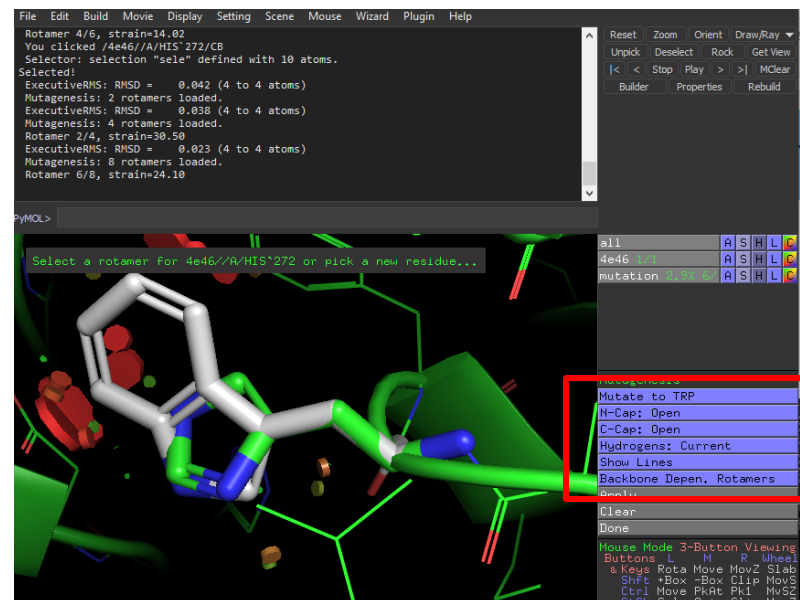 File Edit Build Movie Display Setting Scene Mouse Wizard Plugin Help
Rotamer 4/6, strain=14.02
You clicked /4e46//A/HIS`272/CB
Selector: selection "sele" defined with 10 atoms.
Selected!
ExecutiveRMS: RMSD = 0.042 (4 to 4 atoms)
Mutagenesis: 2 rotamers loaded.
ExecutiveRMS: RMSD = 0.038 (4 to 4 atoms)
Mutagenesis: 4 rotamers loaded.
Rotamer 2/4, strain=30.50
ExecutiveRMS: RMSD = 0.023 (4 to 4 atoms)
Mutagenesis: 8 rotamers loaded.
Rotamer 6/8, strain=24.10
PyMOL>
Reset Zoom Orient Draw/Ray
Unpick Deselect Rock Get View
|< < Stop Play > >| MClear
Builder Properties Rebuild
Select a rotamer for 4e46//A/HIS`272 or pick a new residue...
all A S H L C
4e46 1/1 A S H L C
mutation 2.9% 6/ A S H L C
Mutagenesis
Mutate to TRP
N-Cap: Open
C-Cap: Open
Hydrogens: Current
Show Lines
Backbone Depen. Rotamers
Apply
Clear
Done
Mouse Mode 3-Button Viewing
Buttons L M R Wheel
& Keys Rota Move MovZ Slab
Shft +Box -Box Clip MovS
Ctrl Move PkAt Pk1 MvSZ